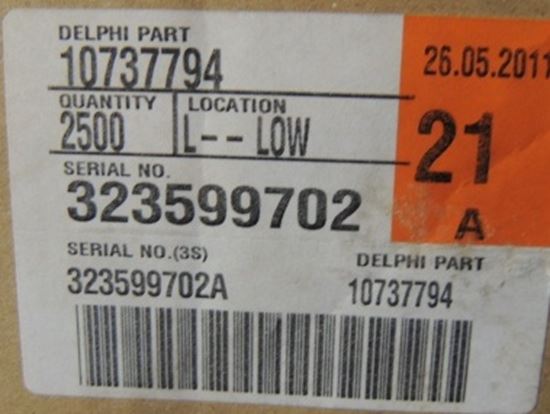 DELPHI PART
10737794
26.05.2011
QUANTITY LOCATION
2500 L-- LOW
21
A
SERIAL NO.
323599702
SERIAL NO.(3S) DELPHI PART
323599702A 10737794